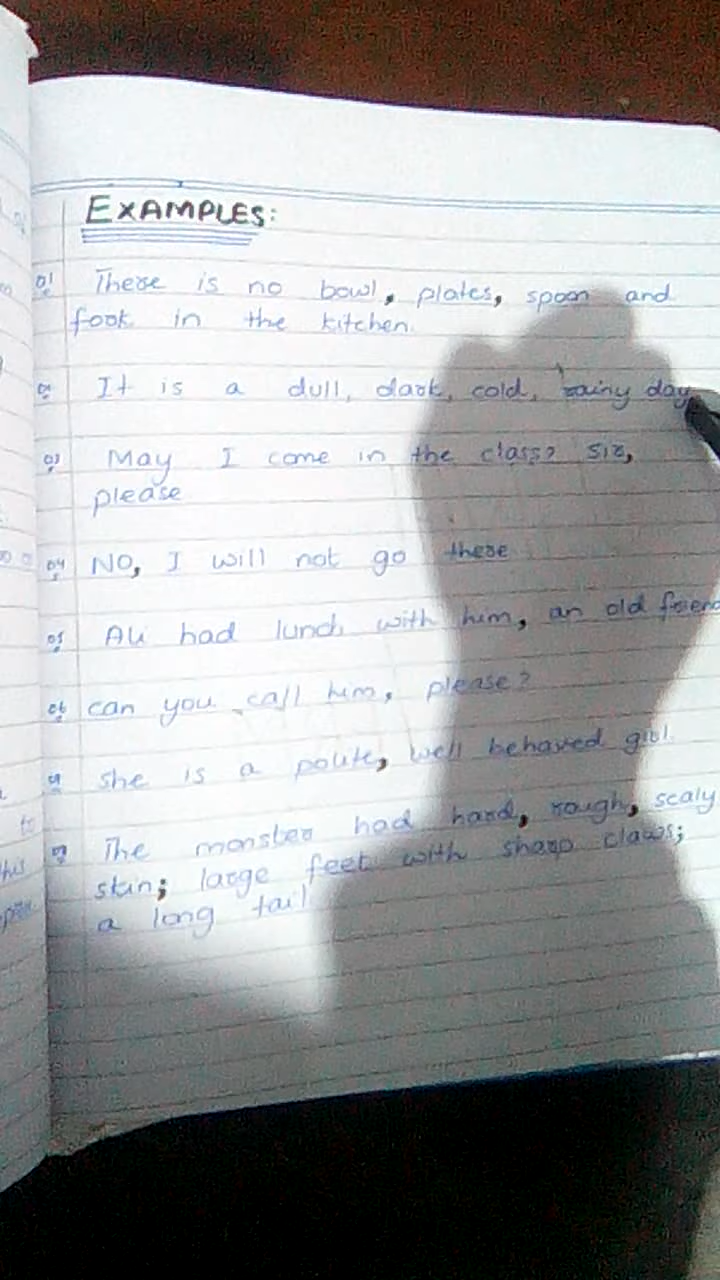 EXAMPLES:
01 There is no bowl, plates, spoon and
fork in the kitchen.
02 It is a dull, dark, cold, rainy day
03 May I come in the class? Sir,
please
04 NO, I will not go there
05 Ali had lunch with him, an old friend
06 can you call him, please?
07 She is a polite, well behaved girl.
08 The monster had hard, rough, scaly
skin; large feet with sharp claws;
a long tail